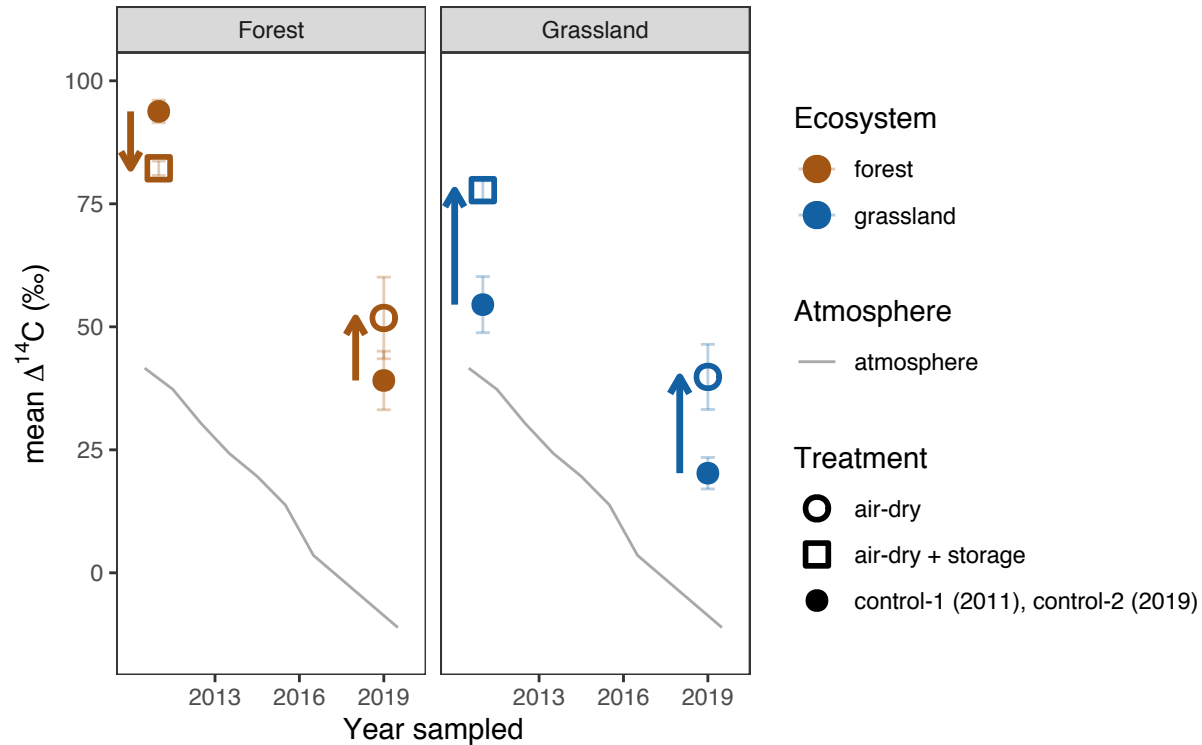 Forest
Grassland
mean Δ¹⁴C (‰)
100
75
50
25
0
2013
2016
2019
2013
2016
2019
Year sampled
Ecosystem
forest
grassland
Atmosphere
atmosphere
Treatment
air-dry
air-dry + storage
control-1 (2011), control-2 (2019)